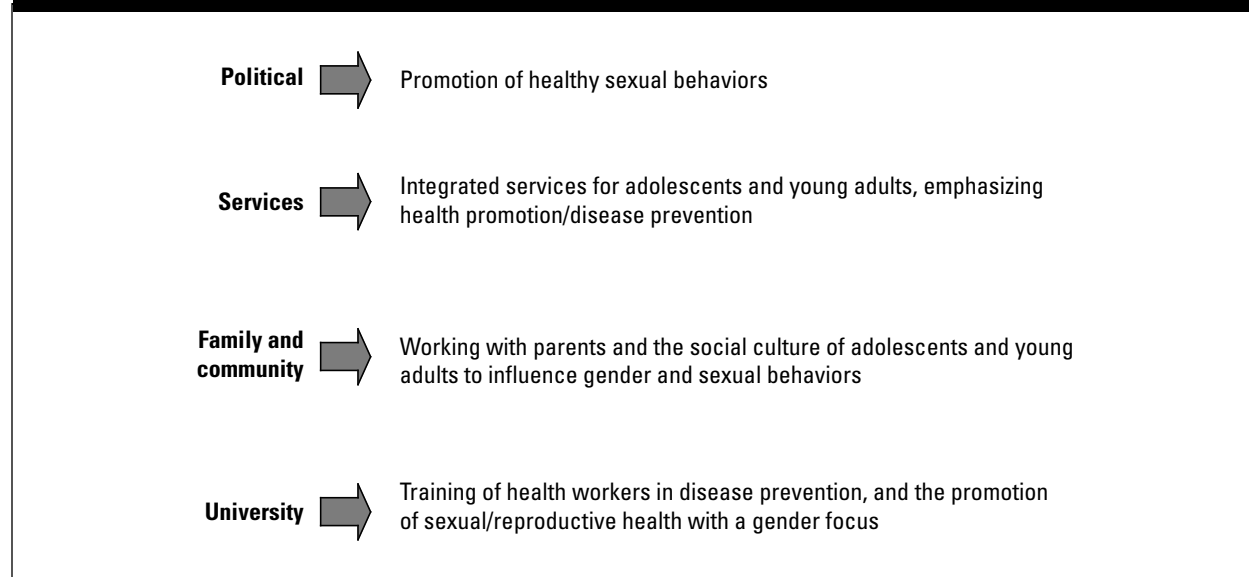 Political
Promotion of healthy sexual behaviors
Services
Integrated services for adolescents and young adults, emphasizing
health promotion/disease prevention
Family and
community
Working with parents and the social culture of adolescents and young
adults to influence gender and sexual behaviors
University
Training of health workers in disease prevention, and the promotion
of sexual/reproductive health with a gender focus